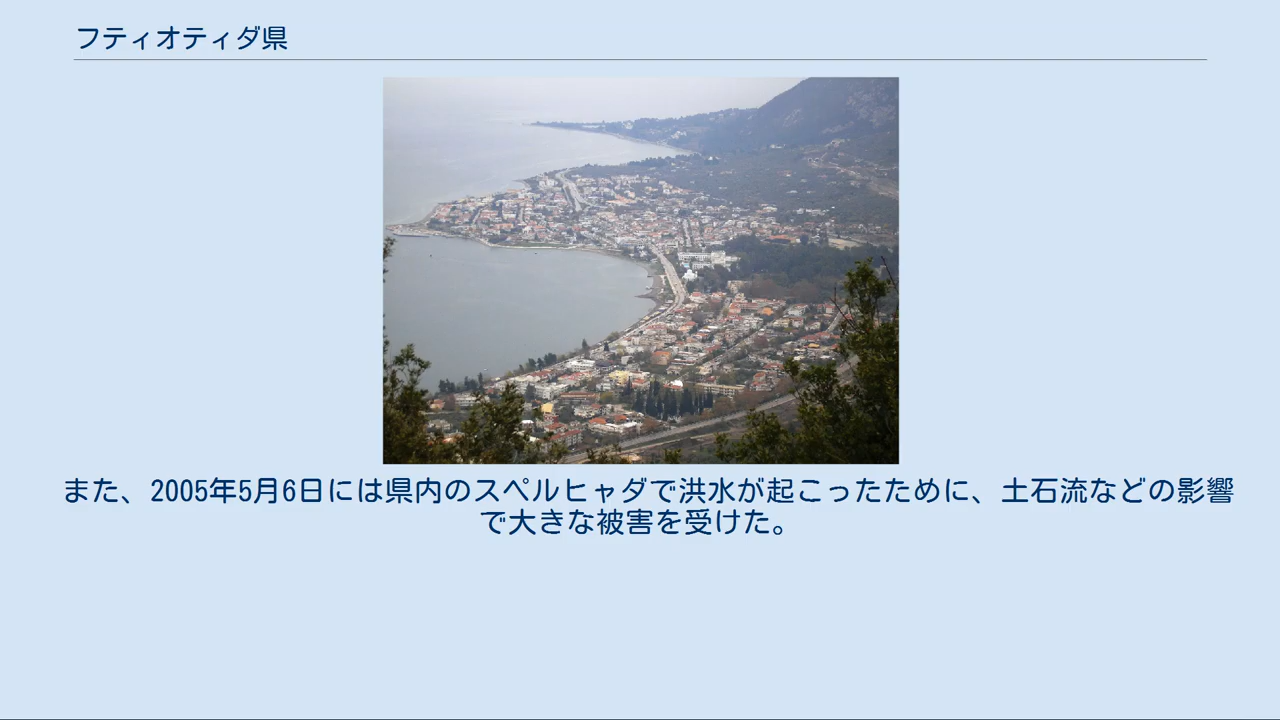 フティオティダ県
また、2005年5月6日には県内のスペルヒャダで洪水が起こったために、土石流などの影響
で大きな被害を受けた。